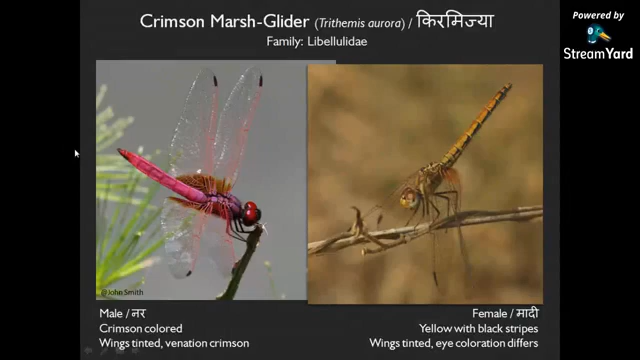 Crimson Marsh-Glider (Trithemis aurora) / किरमिज्या
Family: Libellulidae
Powered by
StreamYard
@John Smith
Male / नर
Crimson colored
Wings tinted, venation crimson
Female / मादी
Yellow with black stripes
Wings tinted, eye coloration differs